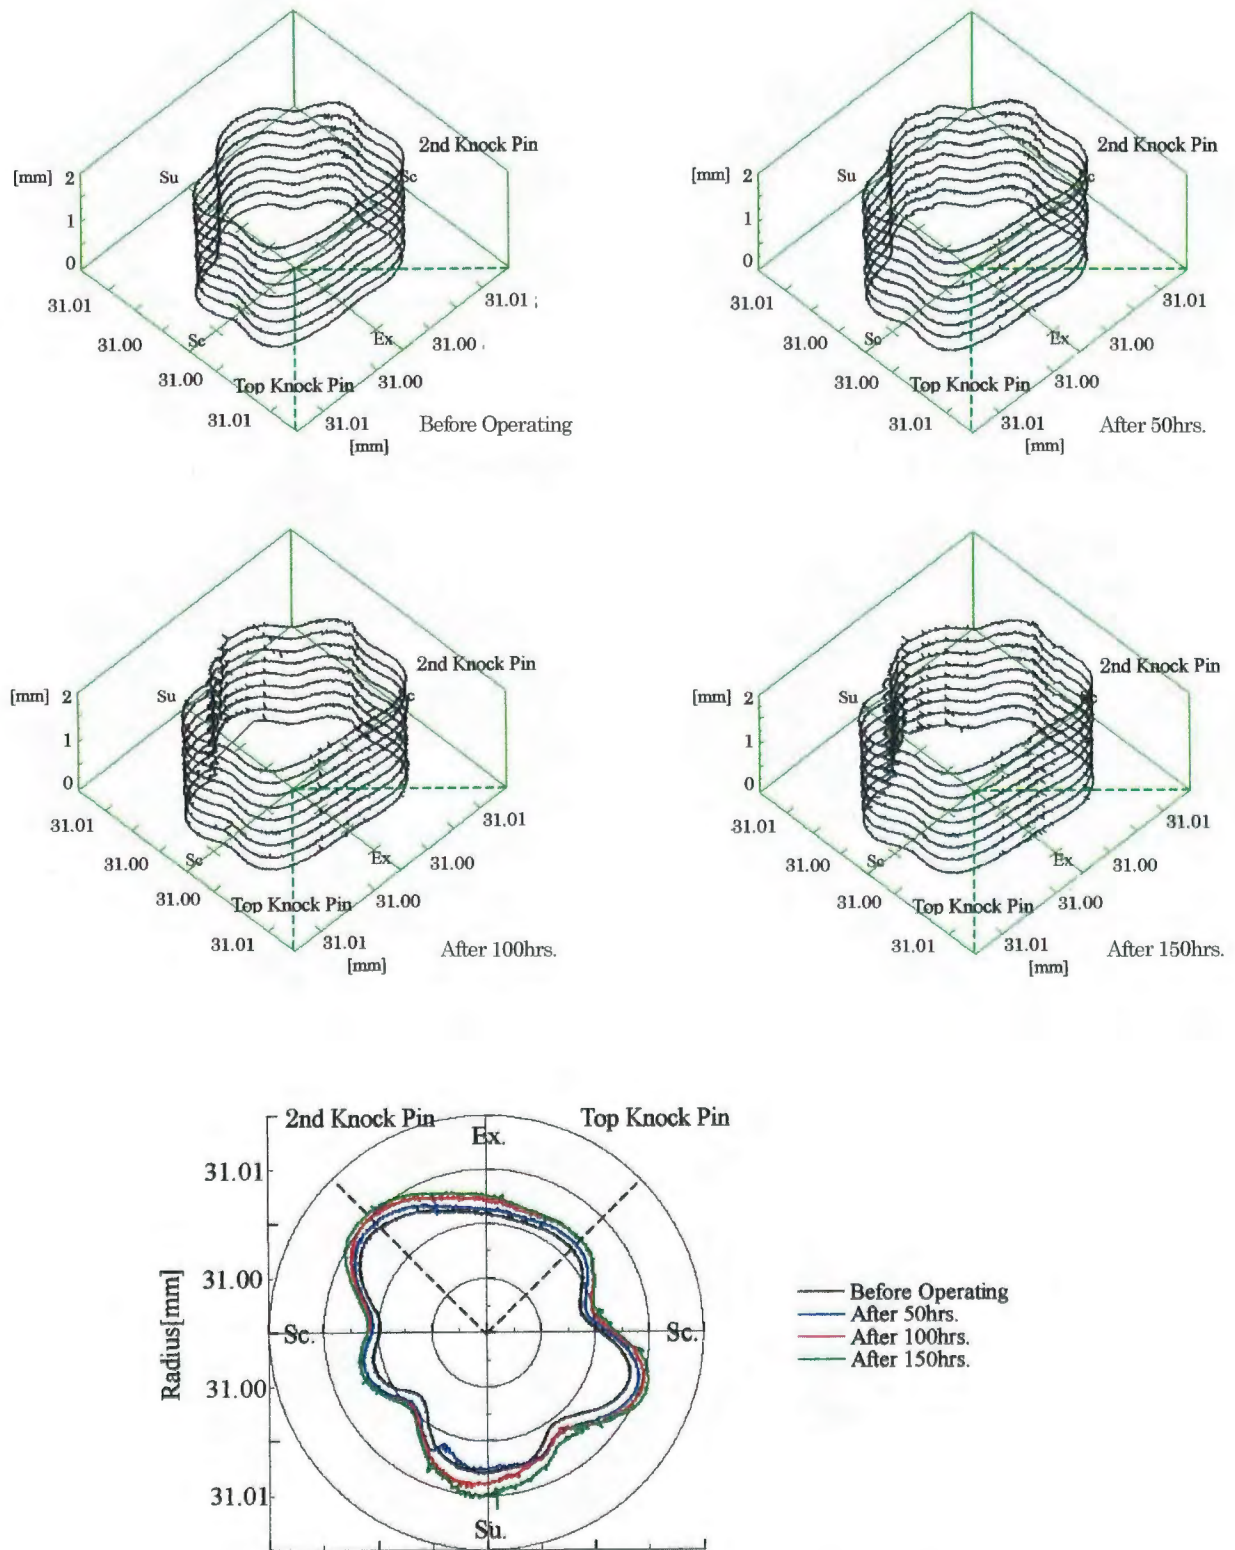 2nd Knock Pin
[mm] 2
Su
Sc
1
0
31.01
31.01
31.00
Sc
Ex
31.00
31.00
31.00
Top Knock Pin
31.01
31.01
[mm]
Before Operating
2nd Knock Pin
[mm] 2
Su
Sc
1
0
31.01
31.01
31.00
Sc
Ex
31.00
31.00
31.00
Top Knock Pin
31.01
31.01
[mm]
After 50hrs.
2nd Knock Pin
[mm] 2
Su
Sc
1
0
31.01
31.01
31.00
Sc
Ex
31.00
31.00
31.00
Top Knock Pin
31.01
31.01
[mm]
After 100hrs.
2nd Knock Pin
[mm] 2
Su
Sc
1
0
31.01
31.01
31.00
Sc
Ex
31.00
31.00
31.00
Top Knock Pin
31.01
31.01
[mm]
After 150hrs.
2nd Knock Pin
Top Knock Pin
Ex.
31.01
31.00
Radius[mm]
Sc.
Sc.
31.00
31.01
Su.
Before Operating
After 50hrs.
After 100hrs.
After 150hrs.